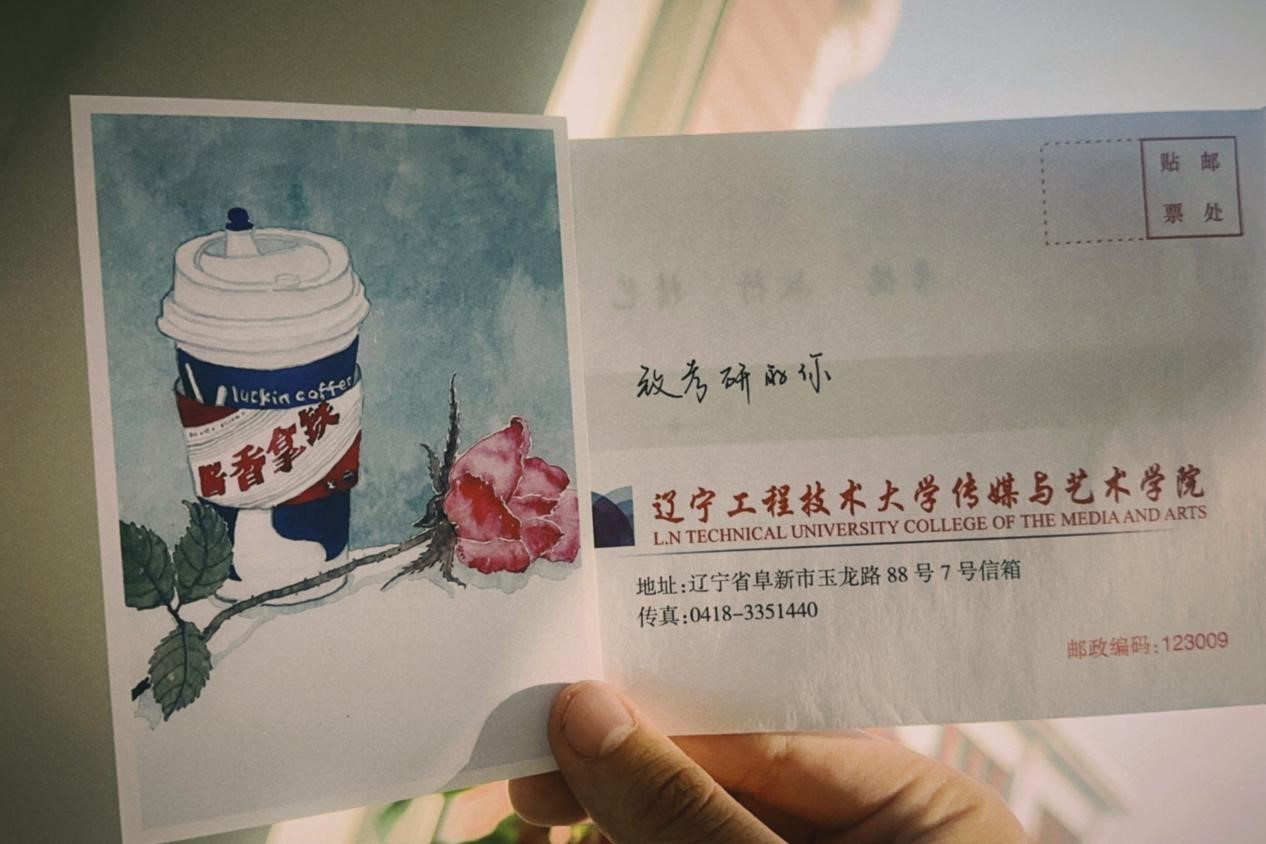 luckin coffee
酱香拿铁
贴 邮
票 处
致考研的你
辽宁工程技术大学传媒与艺术学院
L.N TECHNICAL UNIVERSITY COLLEGE OF THE MEDIA AND ARTS
地址:辽宁省阜新市玉龙路 88 号 7 号信箱
传真:0418-3351440
邮政编码:123009